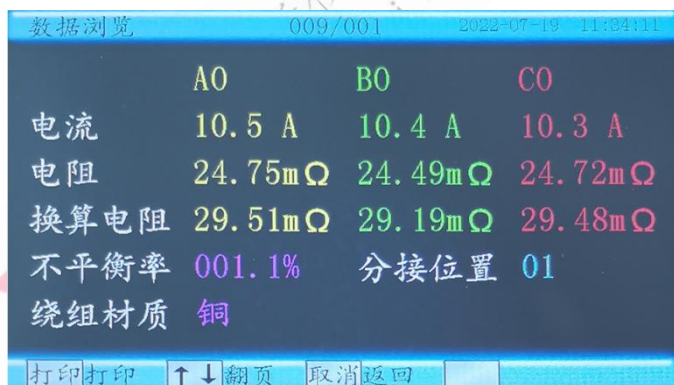 数据浏览 009/001 2022-07-19 11:24:11
AO BO CO
电流 10.5 A 10.4 A 10.3 A
电阻 24.75mΩ 24.49mΩ 24.72mΩ
换算电阻 29.51mΩ 29.19mΩ 29.48mΩ
不平衡率 001.1% 分接位置 01
绕组材质 铜
打印打印 ↑↓翻页 取消返回